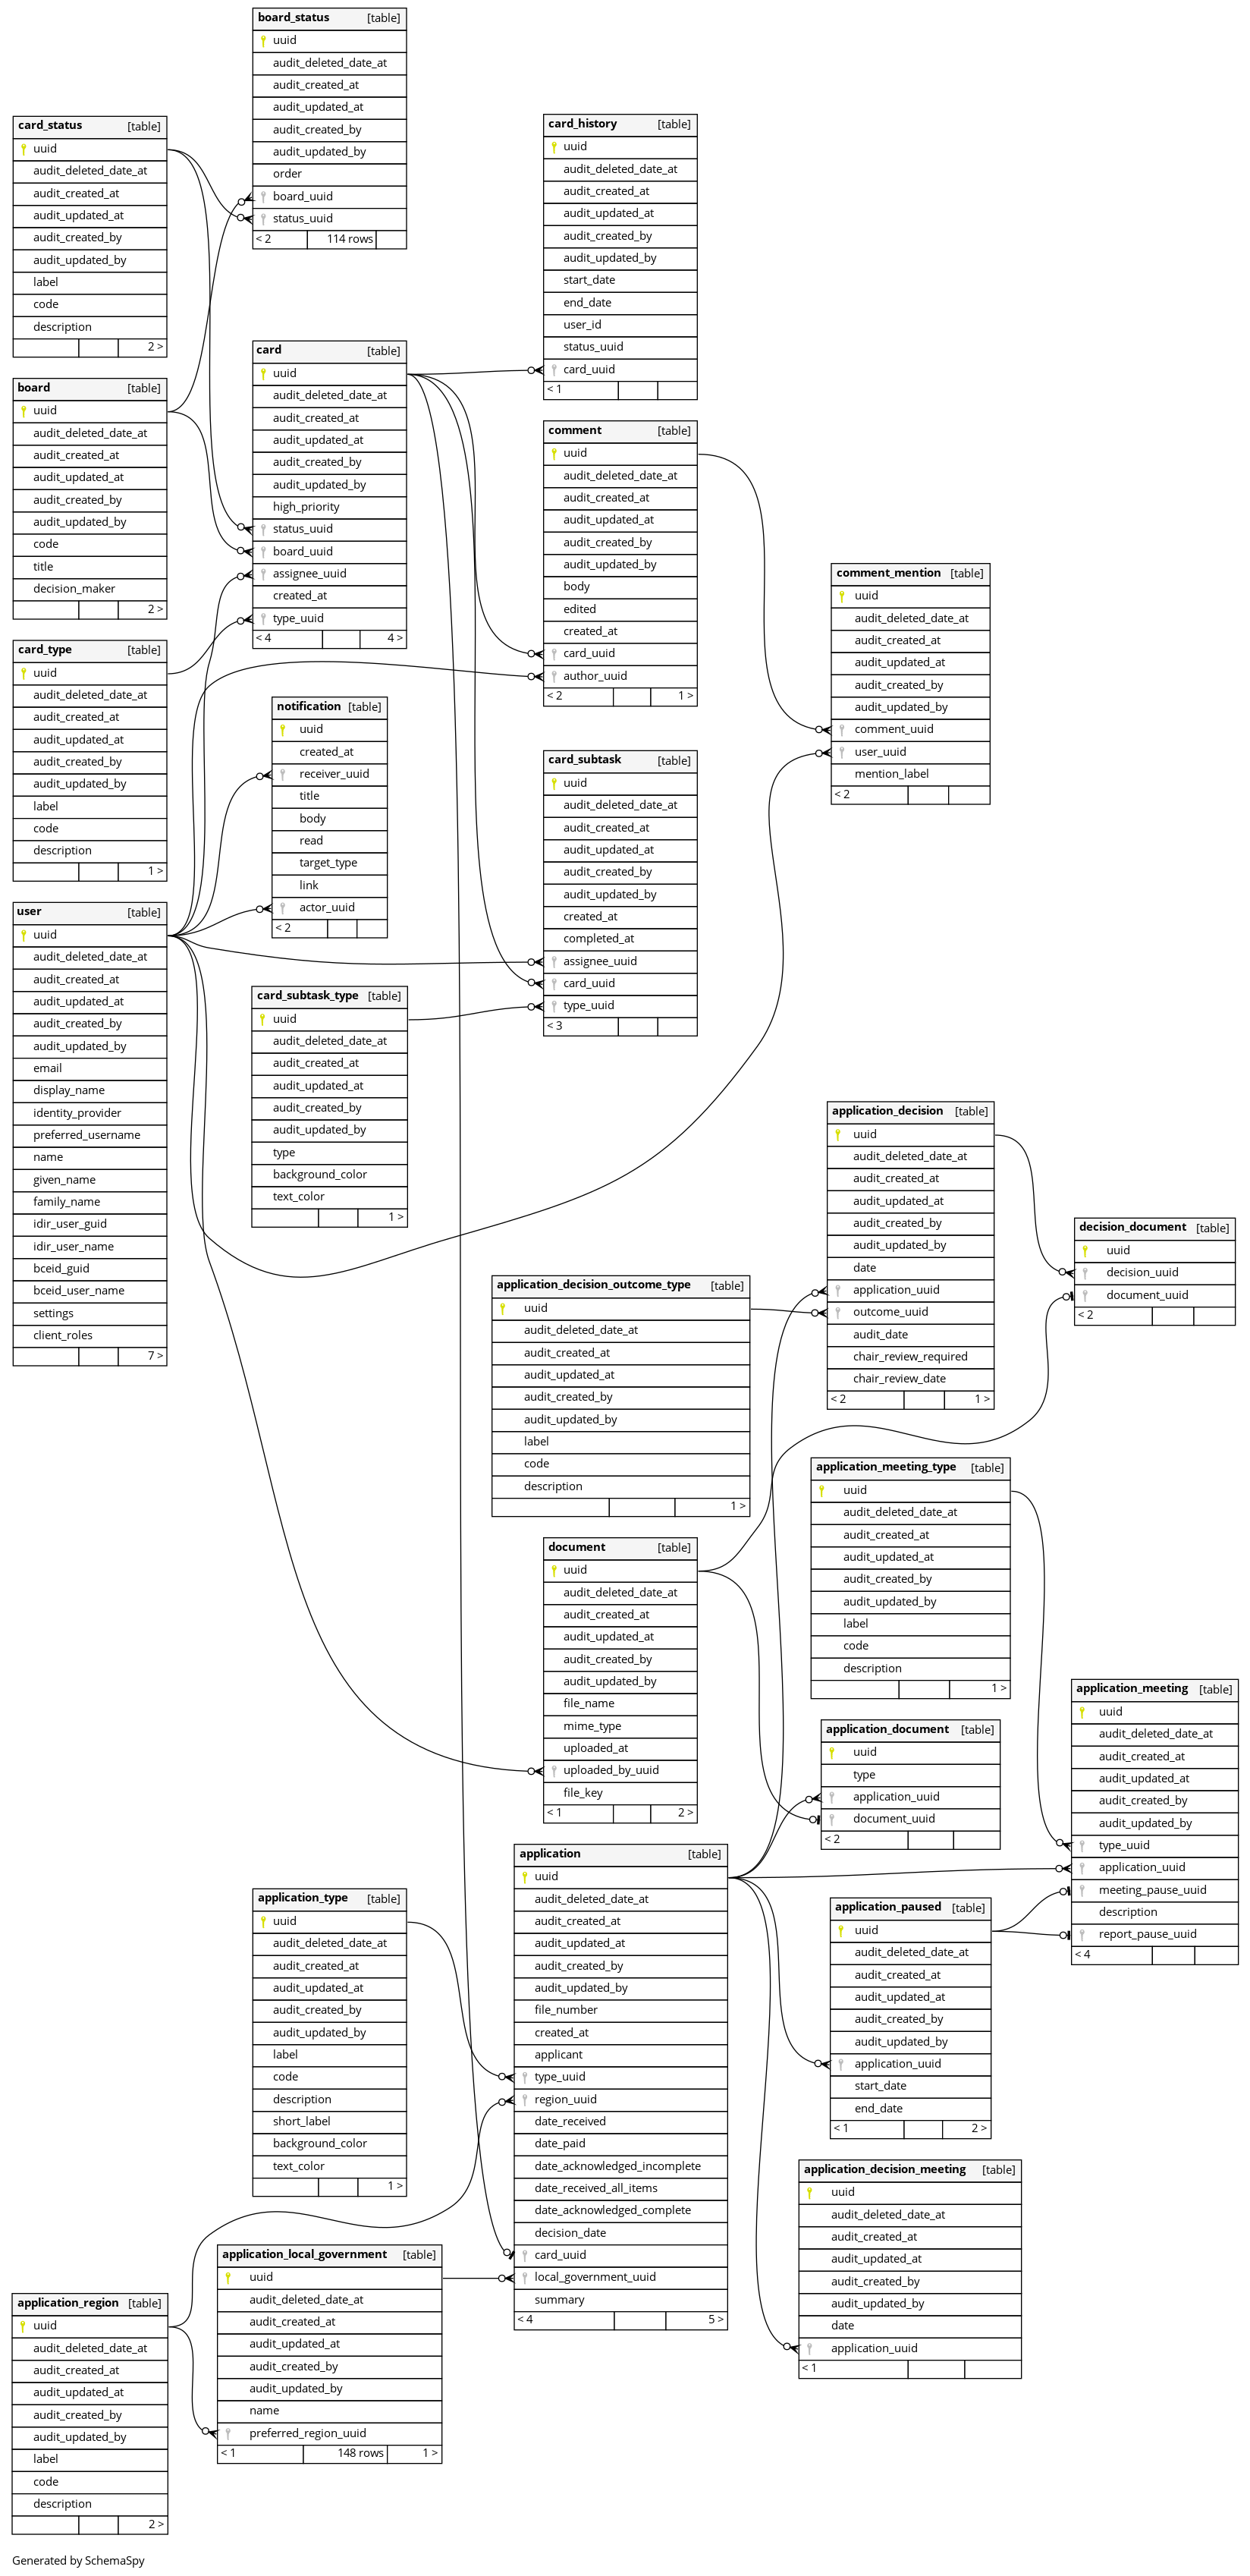 board_status [table]
uuid
audit_deleted_date_at
audit_created_at
audit_updated_at
audit_created_by
audit_updated_by
order
board_uuid
status_uuid
< 2 114 rows
card_status [table]
uuid
audit_deleted_date_at
audit_created_at
audit_updated_at
audit_created_by
audit_updated_by
label
code
description
2 >
card_history [table]
uuid
audit_deleted_date_at
audit_created_at
audit_updated_at
audit_created_by
audit_updated_by
start_date
end_date
user_id
status_uuid
card_uuid
< 1
board [table]
uuid
audit_deleted_date_at
audit_created_at
audit_updated_at
audit_created_by
audit_updated_by
code
title
decision_maker
2 >
card [table]
uuid
audit_deleted_date_at
audit_created_at
audit_updated_at
audit_created_by
audit_updated_by
high_priority
status_uuid
board_uuid
assignee_uuid
created_at
type_uuid
< 4 4 >
comment [table]
uuid
audit_deleted_date_at
audit_created_at
audit_updated_at
audit_created_by
audit_updated_by
body
edited
created_at
card_uuid
author_uuid
< 2 1 >
comment_mention [table]
uuid
audit_deleted_date_at
audit_created_at
audit_updated_at
audit_created_by
audit_updated_by
comment_uuid
user_uuid
mention_label
< 2
card_type [table]
uuid
audit_deleted_date_at
audit_created_at
audit_updated_at
audit_created_by
audit_updated_by
label
code
description
1 >
notification [table]
uuid
created_at
receiver_uuid
title
body
read
target_type
link
actor_uuid
< 2
card_subtask [table]
uuid
audit_deleted_date_at
audit_created_at
audit_updated_at
audit_created_by
audit_updated_by
created_at
completed_at
assignee_uuid
card_uuid
type_uuid
< 3
user [table]
uuid
audit_deleted_date_at
audit_created_at
audit_updated_at
audit_created_by
audit_updated_by
email
display_name
identity_provider
preferred_username
name
given_name
family_name
idir_user_guid
idir_user_name
bceid_guid
bceid_user_name
settings
client_roles
7 >
card_subtask_type [table]
uuid
audit_deleted_date_at
audit_created_at
audit_updated_at
audit_created_by
audit_updated_by
type
background_color
text_color
1 >
application_decision [table]
uuid
audit_deleted_date_at
audit_created_at
audit_updated_at
audit_created_by
audit_updated_by
date
application_uuid
outcome_uuid
audit_date
chair_review_required
chair_review_date
< 2 1 >
decision_document [table]
uuid
decision_uuid
document_uuid
< 2
application_decision_outcome_type [table]
uuid
audit_deleted_date_at
audit_created_at
audit_updated_at
audit_created_by
audit_updated_by
label
code
description
1 >
application_meeting_type [table]
uuid
audit_deleted_date_at
audit_created_at
audit_updated_at
audit_created_by
audit_updated_by
label
code
description
1 >
document [table]
uuid
audit_deleted_date_at
audit_created_at
audit_updated_at
audit_created_by
audit_updated_by
file_name
mime_type
uploaded_at
uploaded_by_uuid
file_key
< 1 2 >
application_meeting [table]
uuid
audit_deleted_date_at
audit_created_at
audit_updated_at
audit_created_by
audit_updated_by
type_uuid
application_uuid
meeting_pause_uuid
description
report_pause_uuid
< 4
application_document [table]
uuid
type
application_uuid
document_uuid
< 2
application [table]
uuid
audit_deleted_date_at
audit_created_at
audit_updated_at
audit_created_by
audit_updated_by
file_number
created_at
applicant
type_uuid
region_uuid
date_received
date_paid
date_acknowledged_incomplete
date_received_all_items
date_acknowledged_complete
decision_date
card_uuid
local_government_uuid
summary
< 4 5 >
application_type [table]
uuid
audit_deleted_date_at
audit_created_at
audit_updated_at
audit_created_by
audit_updated_by
label
code
description
short_label
background_color
text_color
1 >
application_paused [table]
uuid
audit_deleted_date_at
audit_created_at
audit_updated_at
audit_created_by
audit_updated_by
application_uuid
start_date
end_date
< 1 2 >
application_decision_meeting [table]
uuid
audit_deleted_date_at
audit_created_at
audit_updated_at
audit_created_by
audit_updated_by
date
application_uuid
< 1
application_local_government [table]
uuid
audit_deleted_date_at
audit_created_at
audit_updated_at
audit_created_by
audit_updated_by
name
preferred_region_uuid
< 1 148 rows 1 >
application_region [table]
uuid
audit_deleted_date_at
audit_created_at
audit_updated_at
audit_created_by
audit_updated_by
label
code
description
2 >
Generated by SchemaSpy